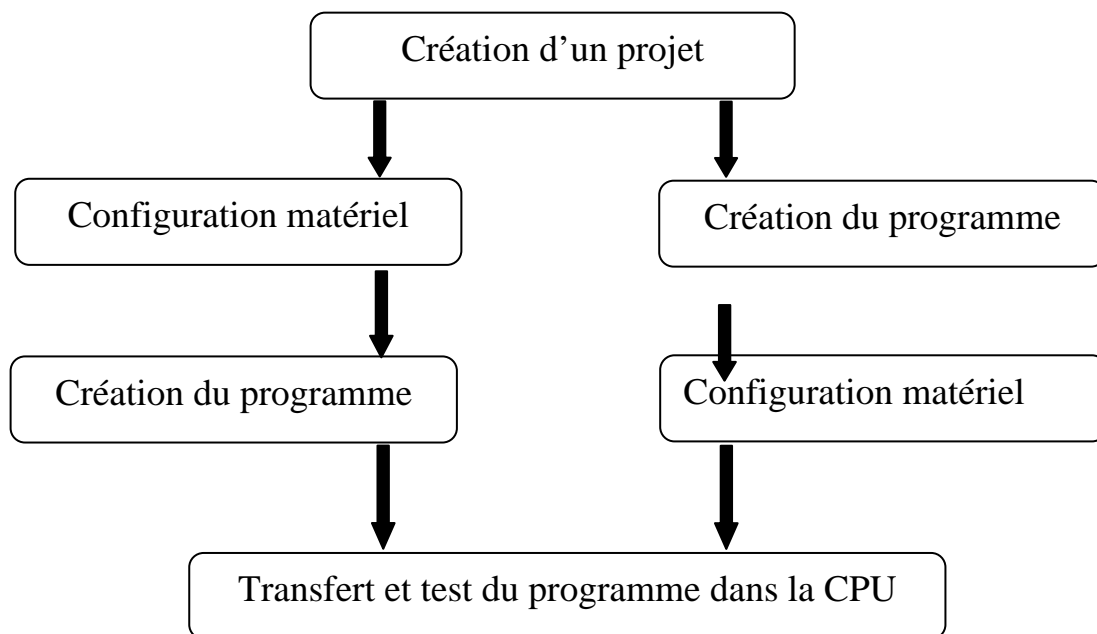 Création d’un projet
Configuration matériel
Création du programme
Création du programme
Configuration matériel
Transfert et test du programme dans la CPU